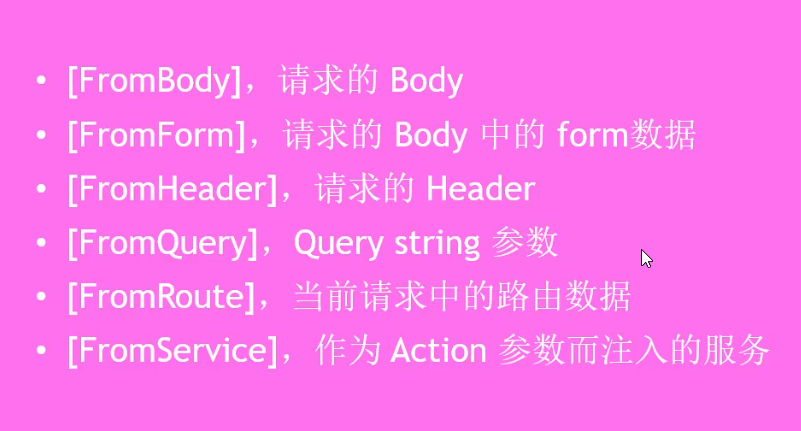 • [FromBody]，请求的 Body
• [FromForm]，请求的 Body 中的 form数据
• [FromHeader]，请求的 Header
• [FromQuery]，Query string 参数
• [FromRoute]，当前请求中的路由数据
• [FromService]，作为 Action 参数而注入的服务